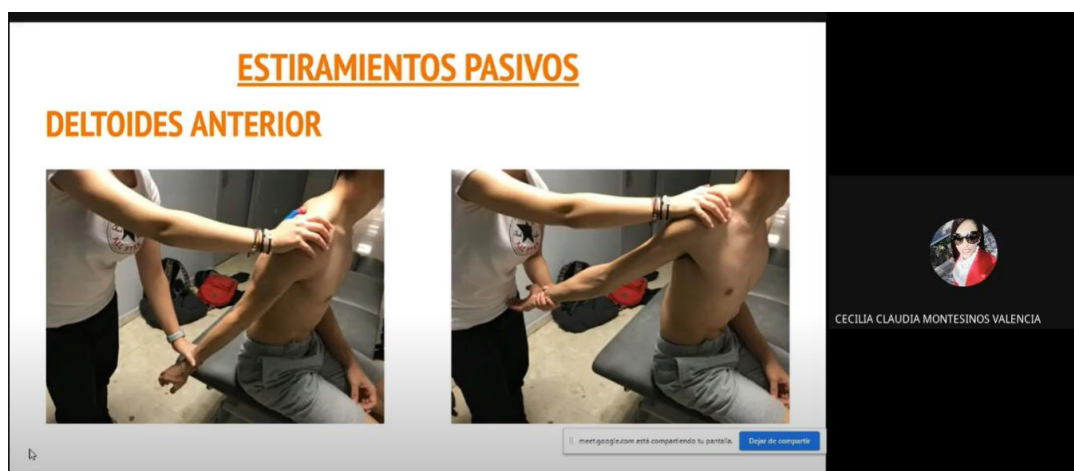 ESTIRAMIENTOS PASIVOS
DELTOIDES ANTERIOR
CECILIA CLAUDIA MONTESINOS VALENCIA
meet.google.com está compartiendo tu pantalla.
Dejar de compartir